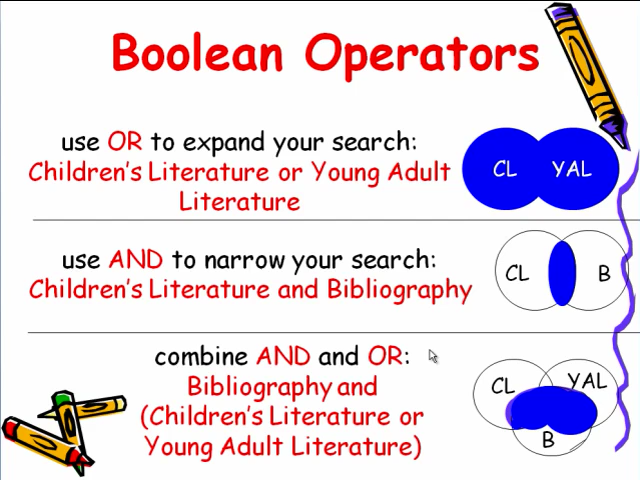 Boolean Operators
use OR to expand your search:
Children's Literature or Young Adult
Literature
CL YAL
use AND to narrow your search:
Children's Literature and Bibliography
CL B
combine AND and OR:
Bibliography and
(Children's Literature or
Young Adult Literature)
CL YAL
B